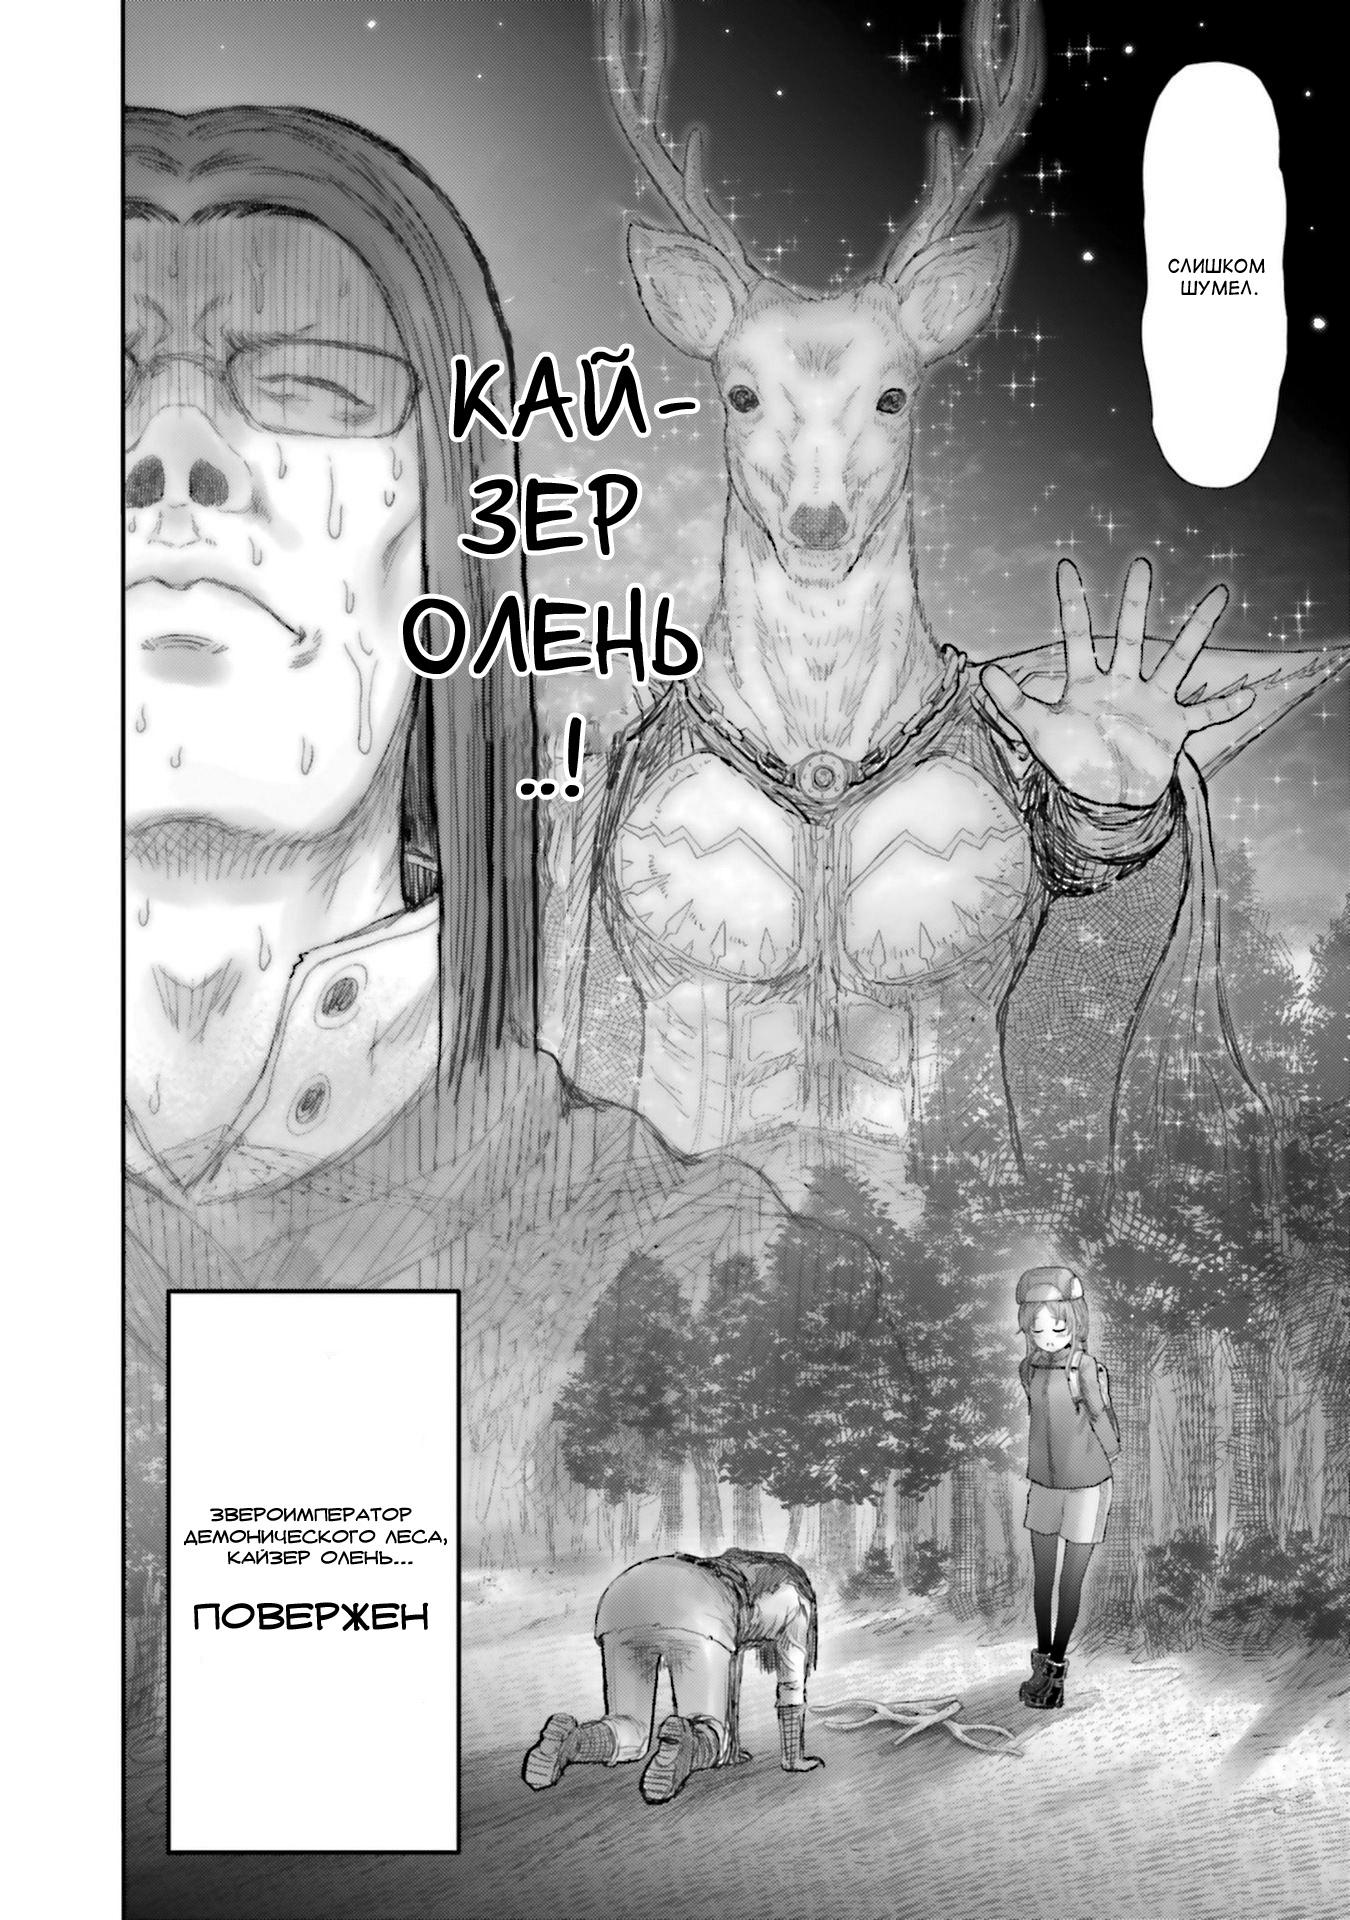 СЛИШКОМ
ШУМЕЛ.
КАЙ-
ЗЕР
ОЛЕНЬ
..!
ЗВЕРОИМПЕРАТОР
ДЕМОНИЧЕСКОГО ЛЕСА,
КАЙЗЕР ОЛЕНЬ...
ПОВЕРЖЕН